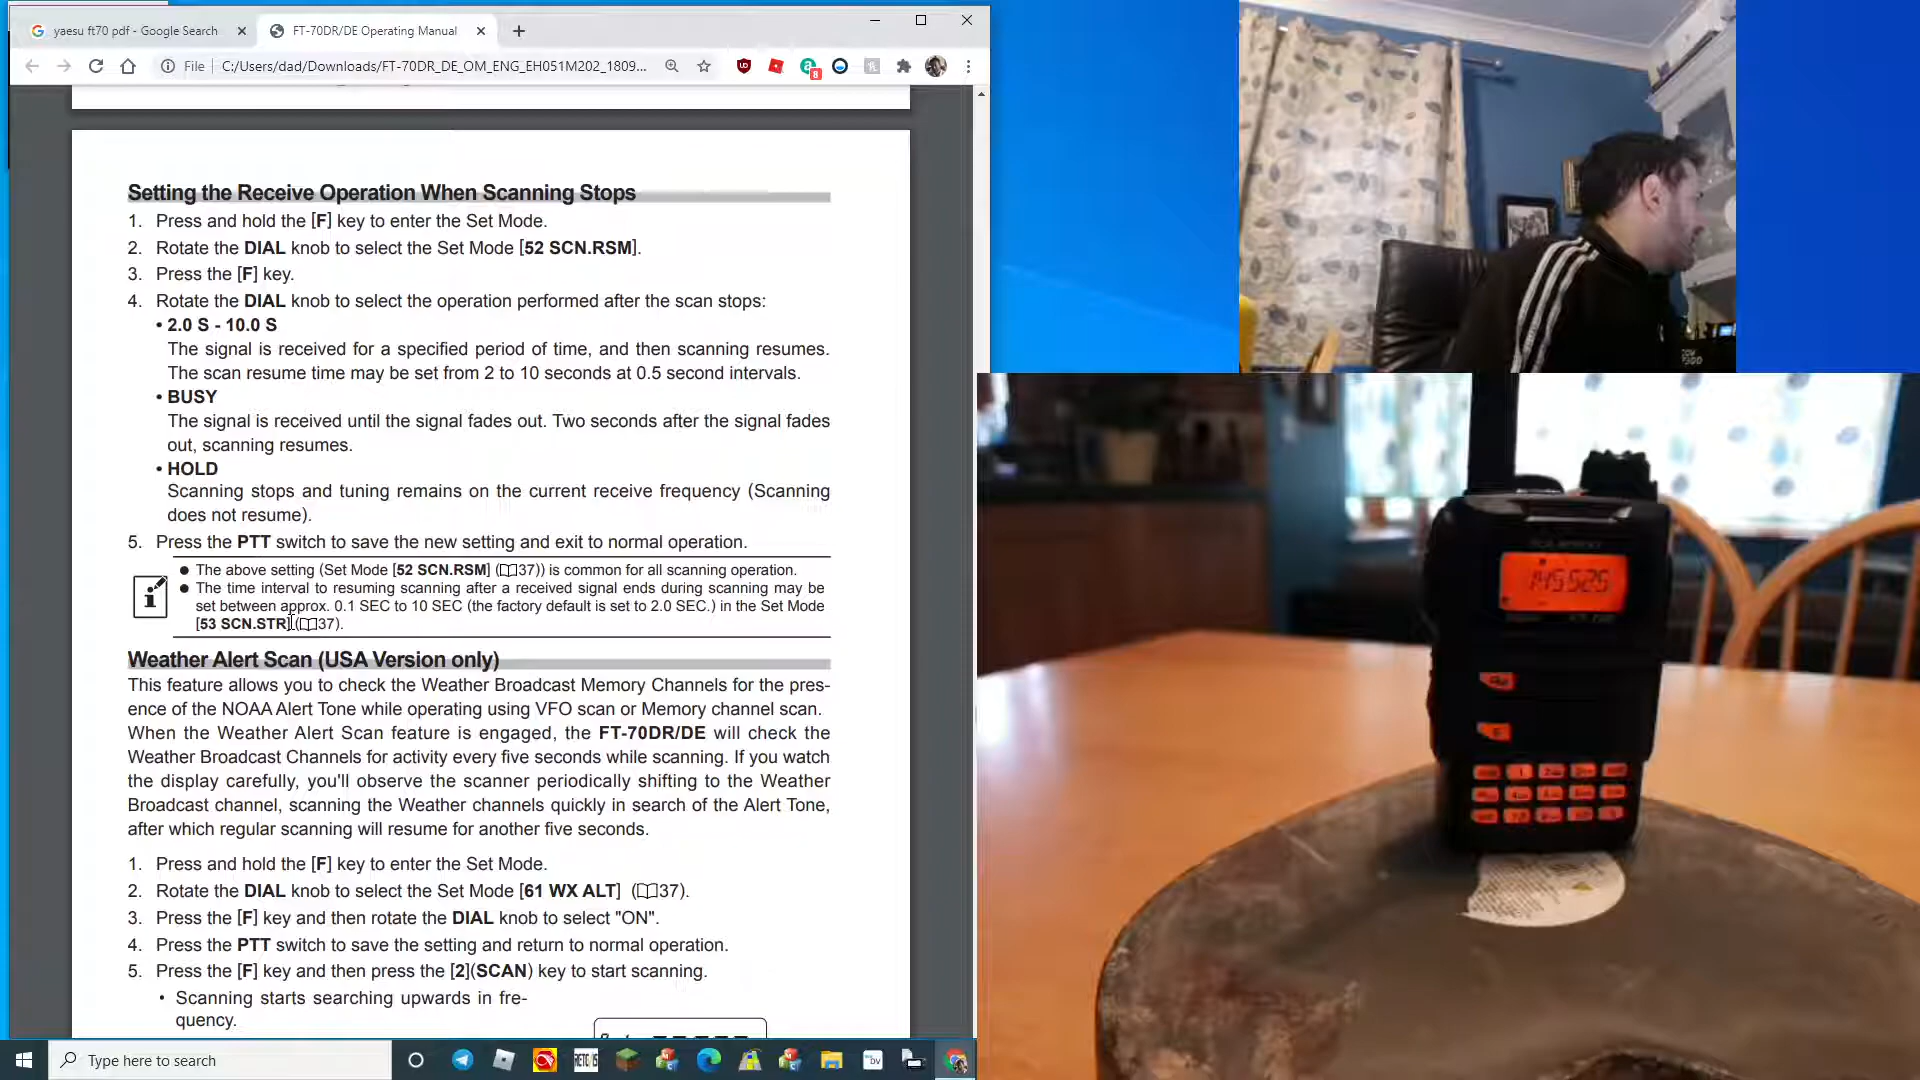 yaesu ft70 pdf - Google Search
FT-70DR/DE Operating Manual
File
C:/Users/dad/Downloads/FT-70DR_DE_OM_ENG_EH051M202_1809...
8
Setting the Receive Operation When Scanning Stops
1. Press and hold the [F] key to enter the Set Mode.
2. Rotate the DIAL knob to select the Set Mode [52 SCN.RSM].
3. Press the [F] key.
4. Rotate the DIAL knob to select the operation performed after the scan stops:
• 2.0 S - 10.0 S
The signal is received for a specified period of time, and then scanning resumes.
The scan resume time may be set from 2 to 10 seconds at 0.5 second intervals.
• BUSY
The signal is received until the signal fades out. Two seconds after the signal fades
out, scanning resumes.
• HOLD
Scanning stops and tuning remains on the current receive frequency (Scanning
does not resume).
5. Press the PTT switch to save the new setting and exit to normal operation.
● The above setting (Set Mode [52 SCN.RSM] (37)) is common for all scanning operation.
● The time interval to resuming scanning after a received signal ends during scanning may be
set between approx. 0.1 SEC to 10 SEC (the factory default is set to 2.0 SEC.) in the Set Mode
[53 SCN.STR] (37).
Weather Alert Scan (USA Version only)
This feature allows you to check the Weather Broadcast Memory Channels for the pres-
ence of the NOAA Alert Tone while operating using VFO scan or Memory channel scan.
When the Weather Alert Scan feature is engaged, the FT-70DR/DE will check the
Weather Broadcast Channels for activity every five seconds while scanning. If you watch
the display carefully, you'll observe the scanner periodically shifting to the Weather
Broadcast channel, scanning the Weather channels quickly in search of the Alert Tone,
after which regular scanning will resume for another five seconds.
1. Press and hold the [F] key to enter the Set Mode.
2. Rotate the DIAL knob to select the Set Mode [61 WX ALT] (37).
3. Press the [F] key and then rotate the DIAL knob to select "ON".
4. Press the PTT switch to save the setting and return to normal operation.
5. Press the [F] key and then press the [2](SCAN) key to start scanning.
• Scanning starts searching upwards in fre-
quency.
145.525
Type here to search